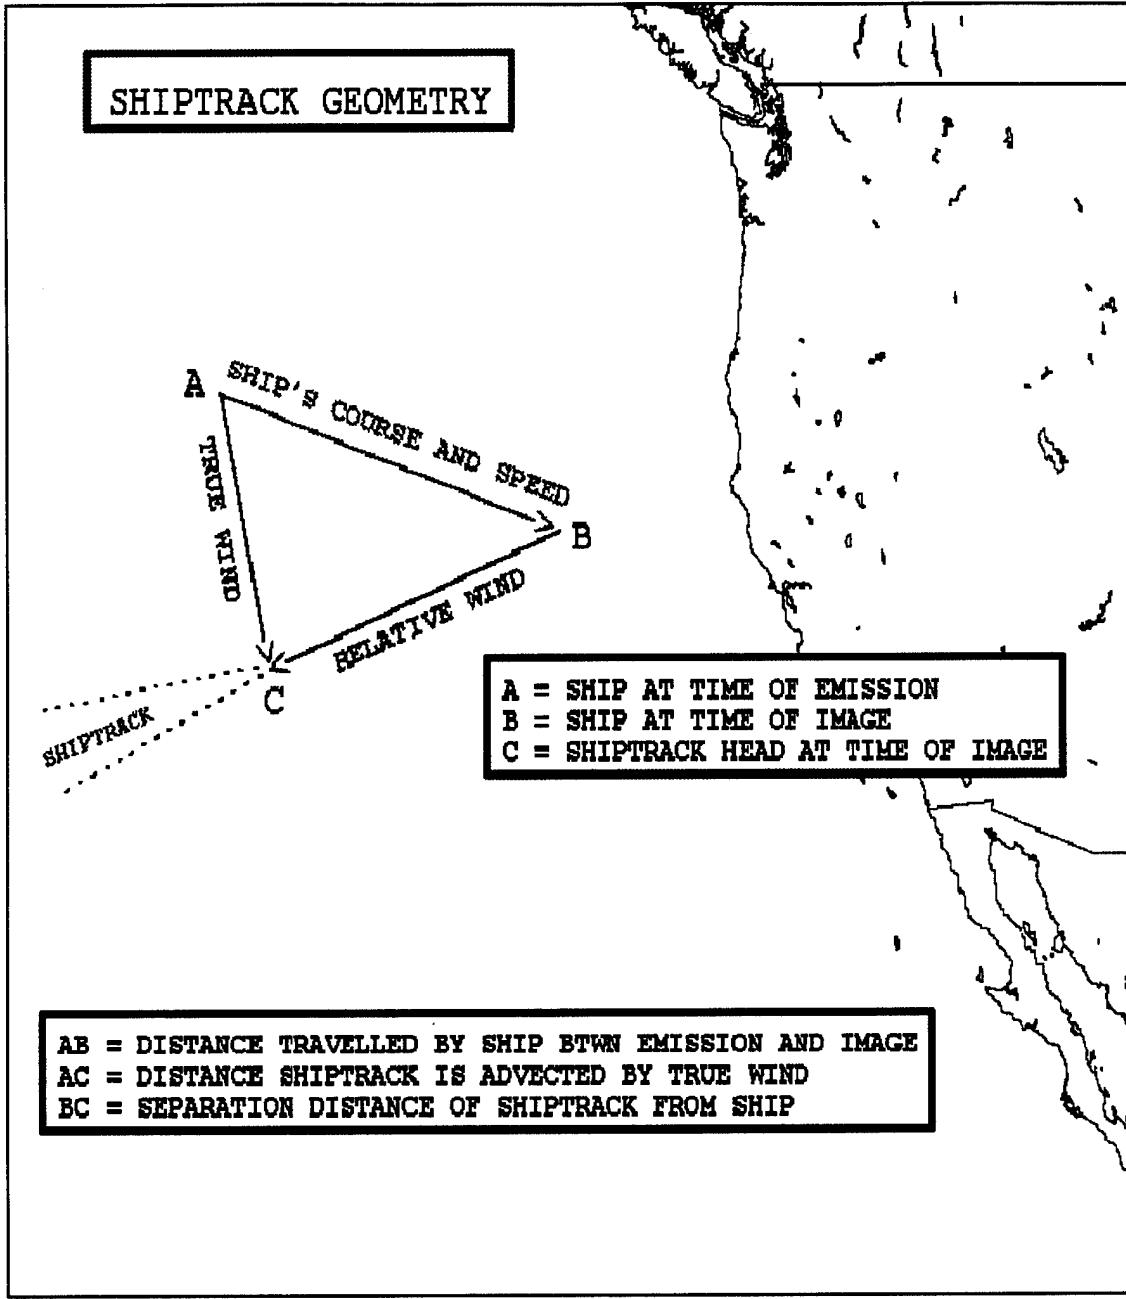 SHIPTRACK GEOMETRY
A
SHIP'S COURSE AND SPEED
TRUE WIND
B
RELATIVE WIND
C
SHIPTRACK
A = SHIP AT TIME OF EMISSION
B = SHIP AT TIME OF IMAGE
C = SHIPTRACK HEAD AT TIME OF IMAGE
AB = DISTANCE TRAVELLED BY SHIP BTWN EMISSION AND IMAGE
AC = DISTANCE SHIPTRACK IS ADVECTED BY TRUE WIND
BC = SEPARATION DISTANCE OF SHIPTRACK FROM SHIP